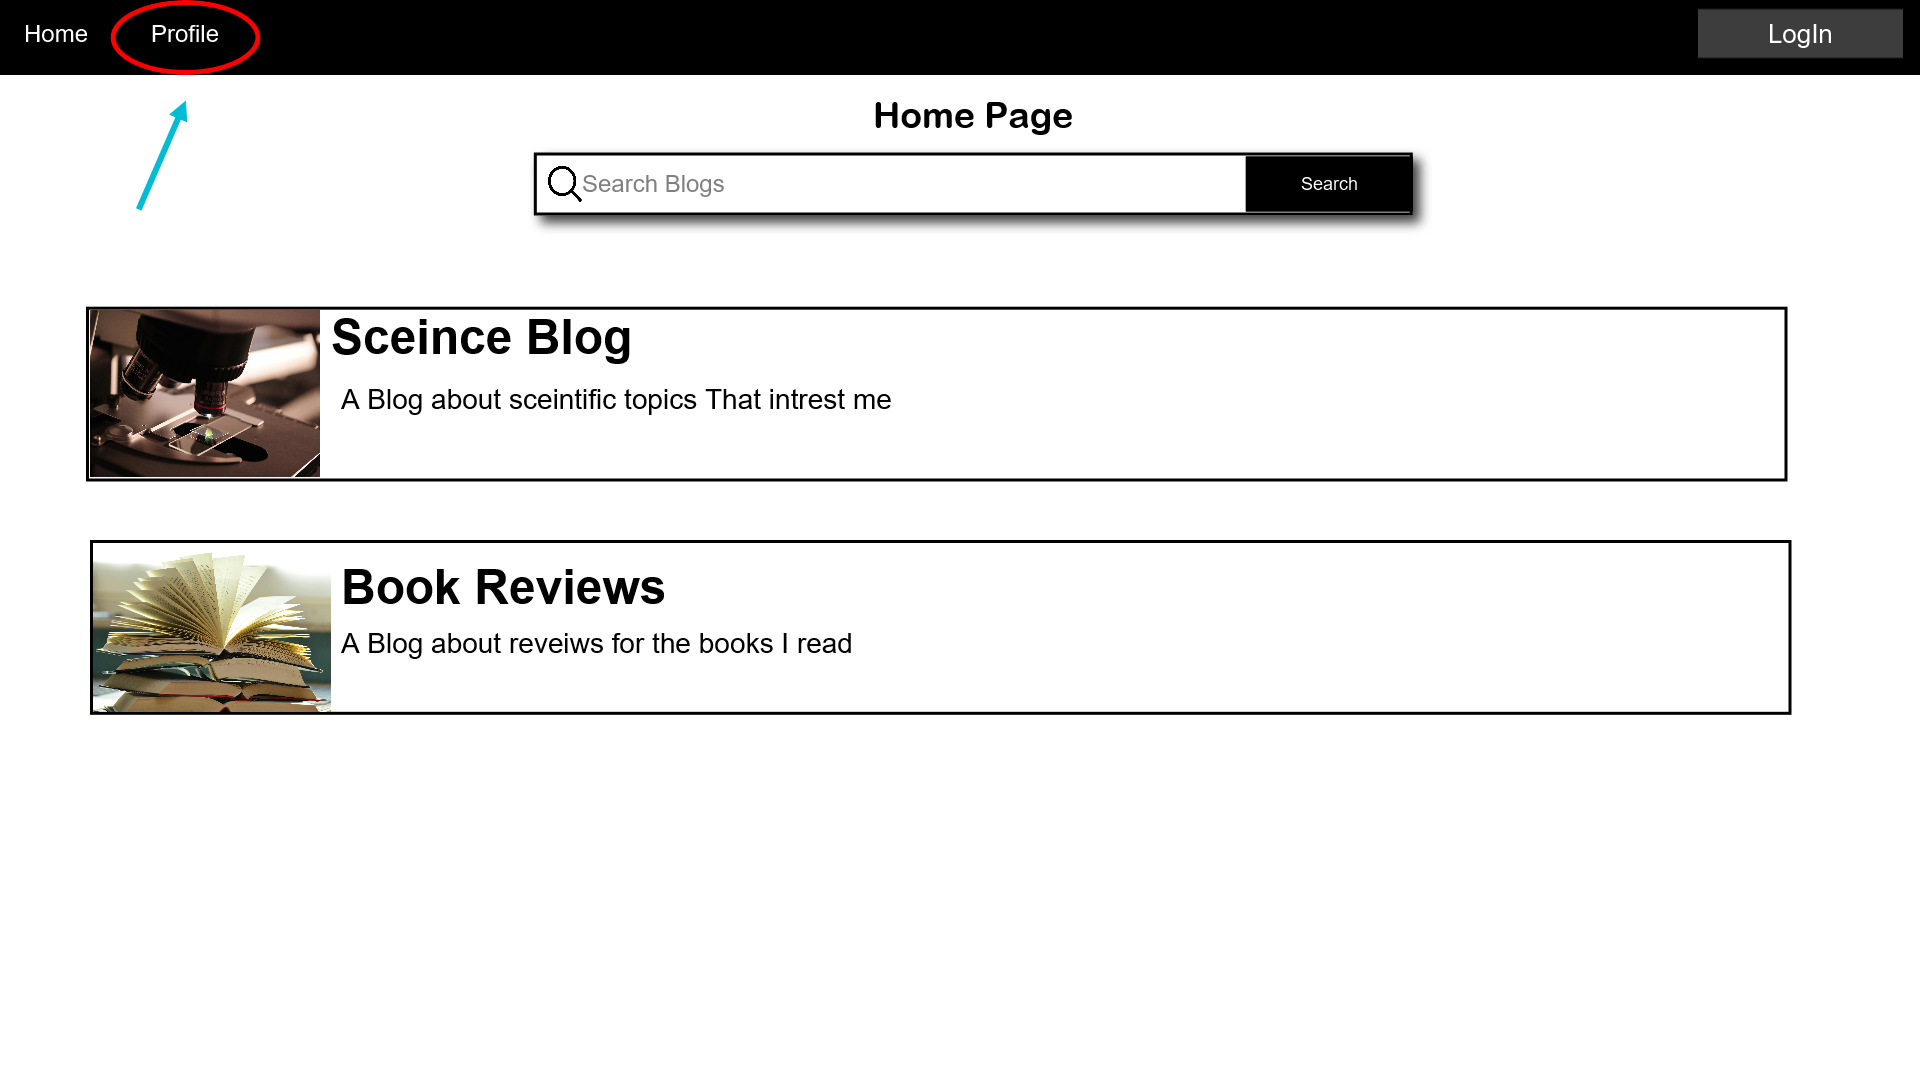 Home Profile LogIn
Home Page
Search Blogs Search
Sceince Blog
A Blog about sceintific topics That intrest me
Book Reviews
A Blog about reveiws for the books I read